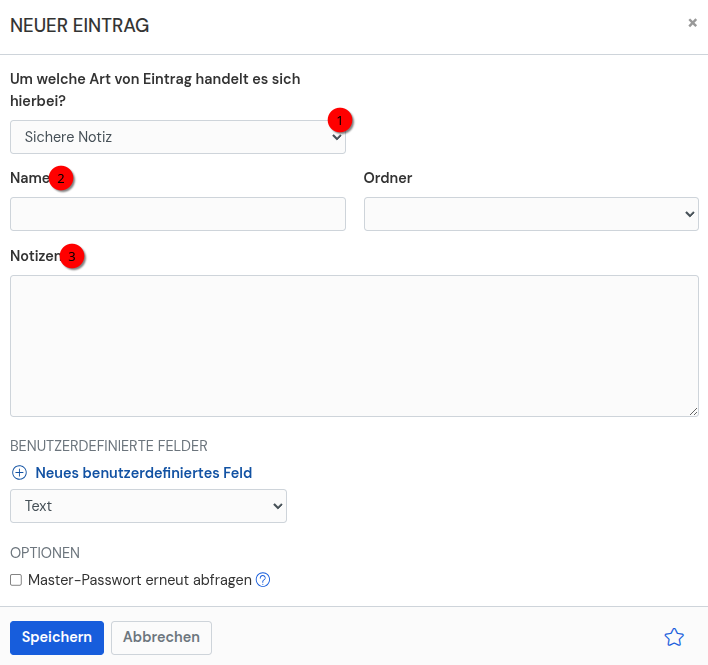 NEUER EINTRAG
×
Um welche Art von Eintrag handelt es sich
hierbei?
1
Sichere Notiz
Name 2 Ordner
Notizen 3
BENUTZERDEFINIERTE FELDER
Neues benutzerdefiniertes Feld
Text
OPTIONEN
Master-Passwort erneut abfragen ?
Speichern Abbrechen